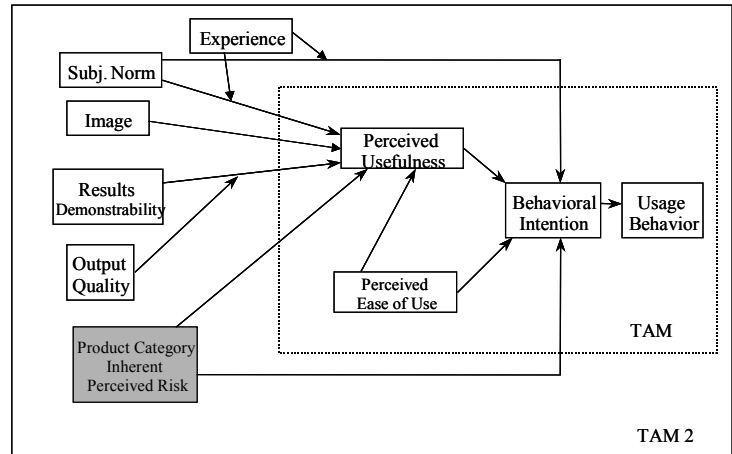 Experience
Subj. Norm
Image
Perceived
Usefulness
Results
Demonstrability
Behavioral
Intention
Usage
Behavior
Output
Quality
Perceived
Ease of Use
Product Category
Inherent
Perceived Risk
TAM
TAM 2